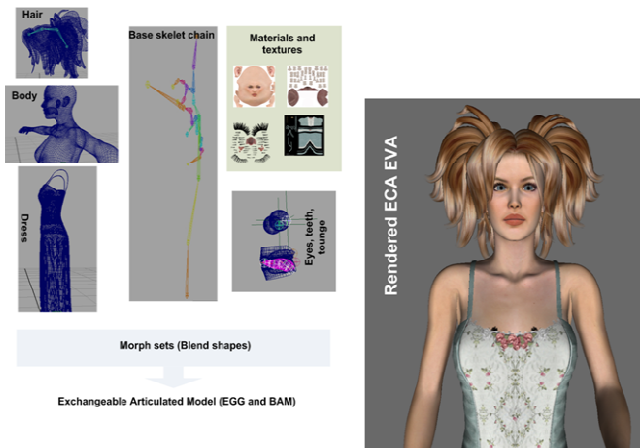 Hair
Base skelet chain
Materials and
textures
Body
Dress
Eyes, teeth,
tounge
Morph sets (Blend shapes)
Exchangeable Articulated Model (EGG and BAM)
Rendered ECA EVA